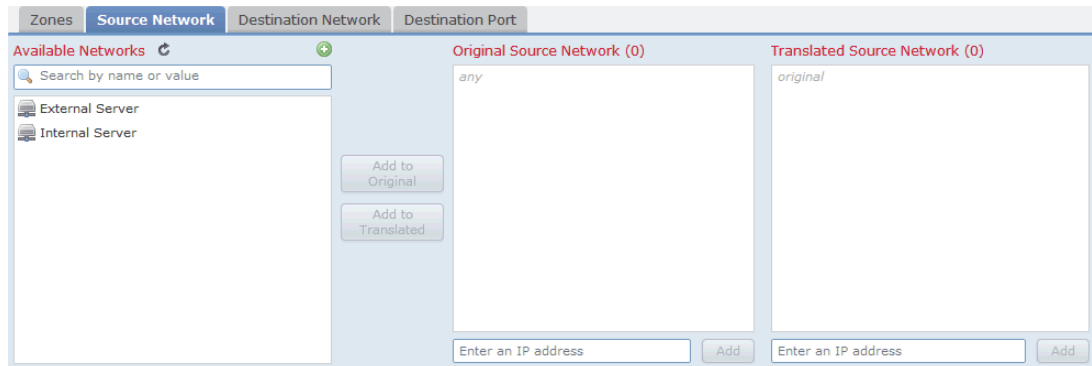 Zones Source Network Destination Network Destination Port
Available Networks
Search by name or value
External Server
Internal Server
Add to
Original
Add to
Translated
Original Source Network (0)
any
Enter an IP address Add
Translated Source Network (0)
original
Enter an IP address Add